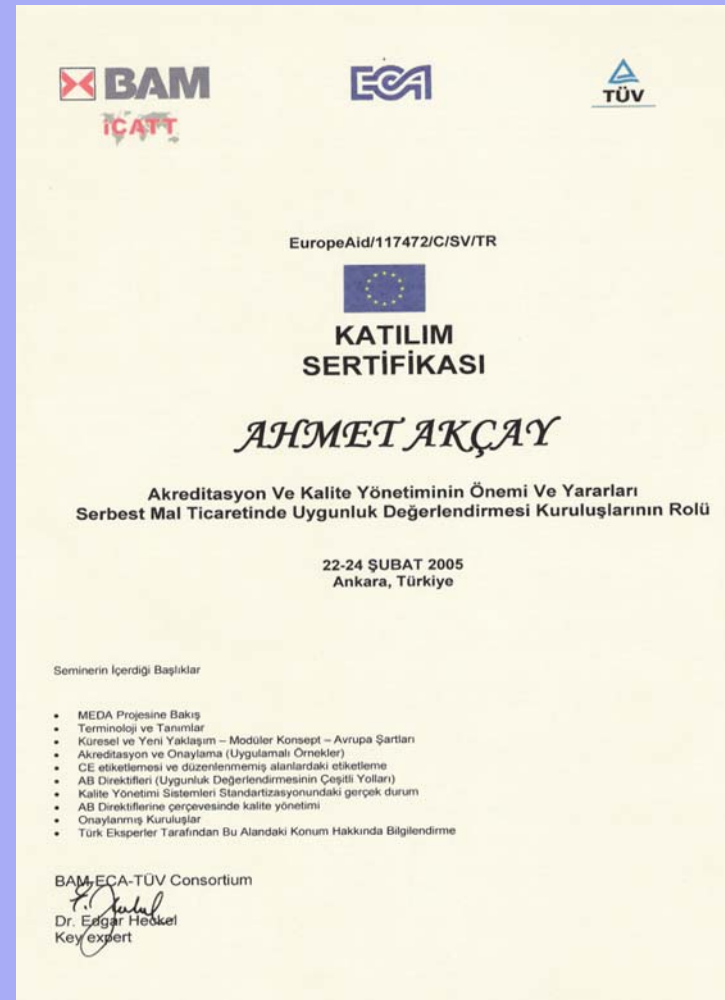 BAM
iCATT
ECA
TÜV
EuropeAid/117472/C/SV/TR
KATILIM
SERTİFİKASI
AHMET AKÇAY
Akreditasyon Ve Kalite Yönetiminin Önemi Ve Yararları
Serbest Mal Ticaretinde Uygunluk Değerlendirmesi Kuruluşlarının Rolü
22-24 ŞUBAT 2005
Ankara, Türkiye
Seminerin İçerdiği Başlıklar
• MEDA Projesine Bakış
• Terminoloji ve Tanımlar
• Küresel ve Yeni Yaklaşım – Modüler Konsept – Avrupa Şartları
• Akreditasyon ve Onaylama (Uygulamalı Örnekler)
• CE etiketlemesi ve düzenlenmemiş alanlardaki etiketleme
• AB Direktifleri (Uygunluk Değerlendirmesinin Çeşitli Yolları)
• Kalite Yönetimi Sistemleri Standartizasyonundaki gerçek durum
• AB Direktiflerine çerçevesinde kalite yönetimi
• Onaylanmış Kuruluşlar
• Türk Eksperler Tarafından Bu Alandaki Konum Hakkında Bilgilendirme
BAM-ECA-TÜV Consortium
Dr. Edgar Heckel
Key expert